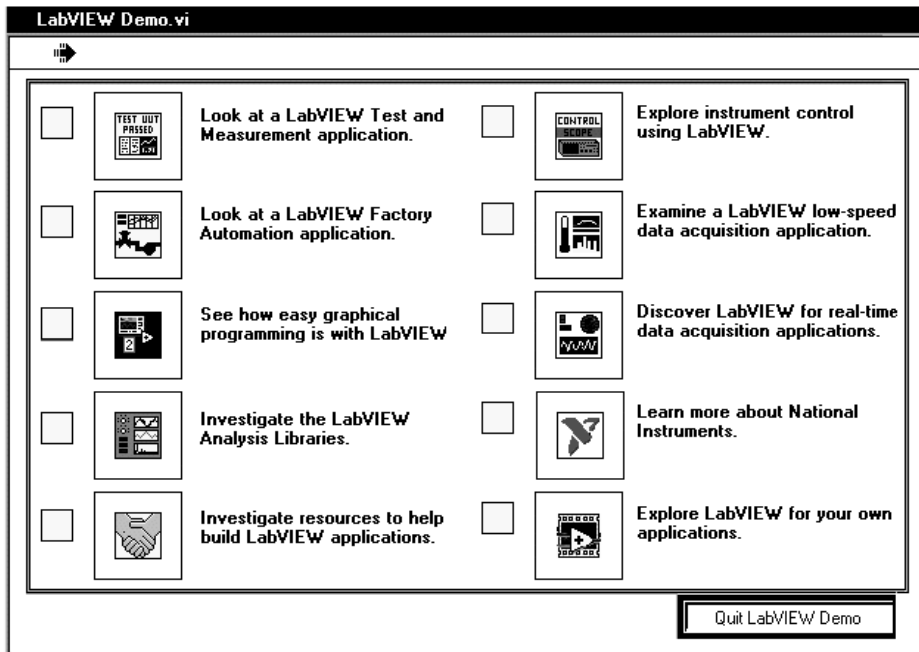 LabVIEW Demo.vi
TEST UUT
PASSED
Look at a LabVIEW Test and
Measurement application.
Look at a LabVIEW Factory
Automation application.
2
See how easy graphical
programming is with LabVIEW
Investigate the LabVIEW
Analysis Libraries.
Investigate resources to help
build LabVIEW applications.
CONTROL
SCOPE
Explore instrument control
using LabVIEW.
Examine a LabVIEW low-speed
data acquisition application.
Discover LabVIEW for real-time
data acquisition applications.
Learn more about National
Instruments.
Explore LabVIEW for your own
applications.
Quit LabVIEW Demo